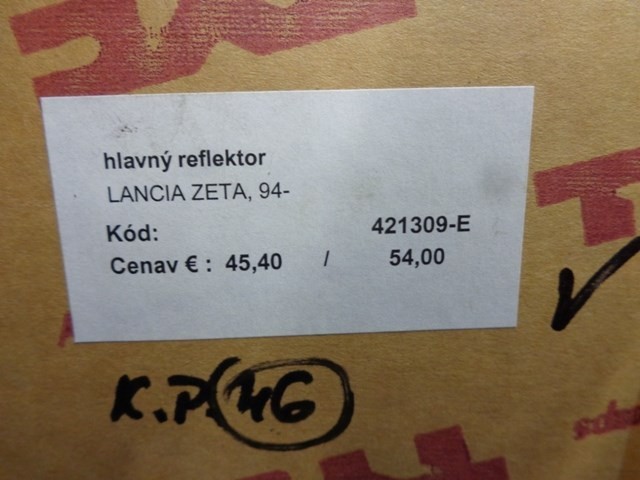 hlavný reflektor
LANCIA ZETA, 94-
Kód: 421309-E
Cenav € : 45,40 / 54,00
K.P. 46